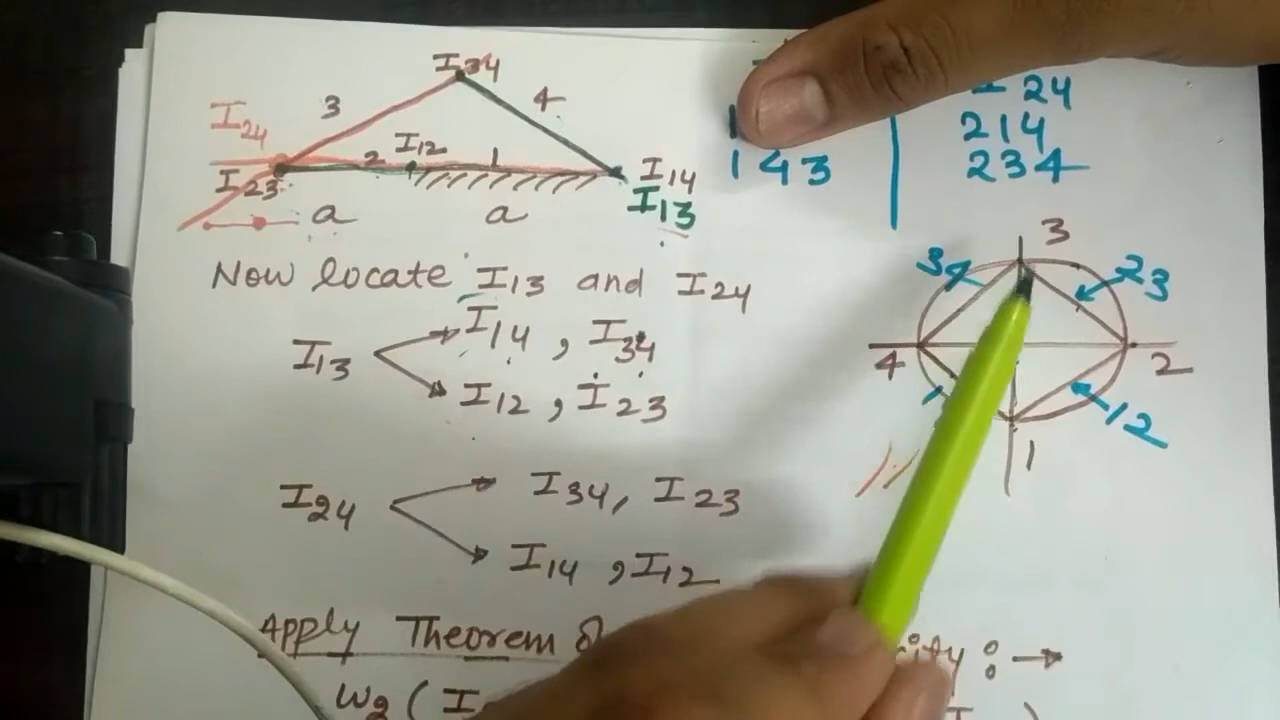 I34
3
4
I24
2
I12
1
I23
I14
I13
a
a
I 24
214
143
234
Now locate I13 and I24
I13
I14 , I34
I12 , I23
3
23
4
2
12
1
I24
I34, I23
I14 , I12
Apply Theorem
:→
W2 ( I